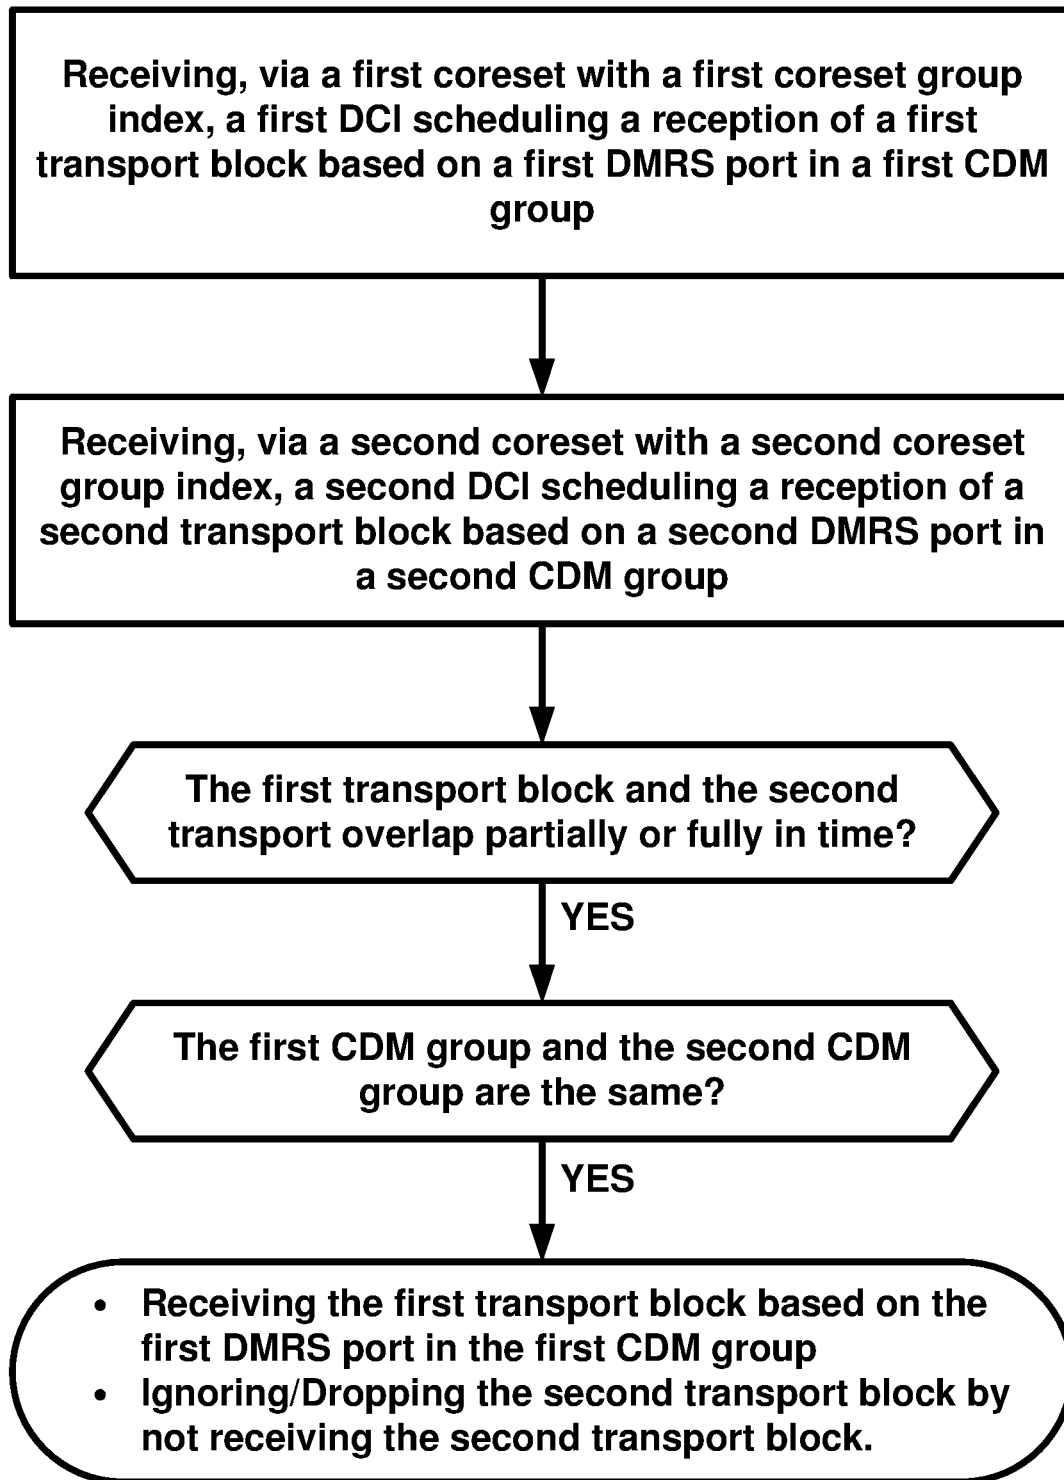 Receiving, via a first coreset with a first coreset group
index, a first DCI scheduling a reception of a first
transport block based on a first DMRS port in a first CDM
group
Receiving, via a second coreset with a second coreset
group index, a second DCI scheduling a reception of a
second transport block based on a second DMRS port in
a second CDM group
The first transport block and the second
transport overlap partially or fully in time?
YES
The first CDM group and the second CDM
group are the same?
YES
• Receiving the first transport block based on the
first DMRS port in the first CDM group
• Ignoring/Dropping the second transport block by
not receiving the second transport block.